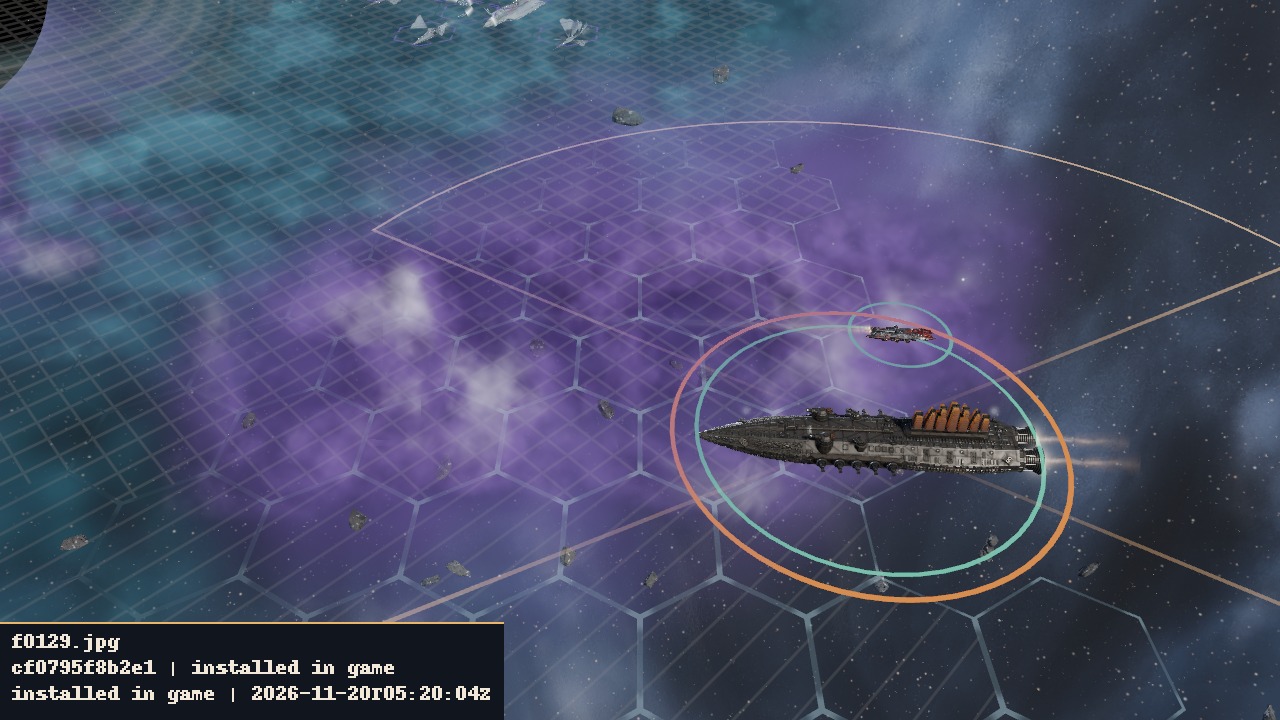 f0129.jpg
cf0795f8b2e1 | installed in game
installed in game | 2026-11-20T05:20:04Z